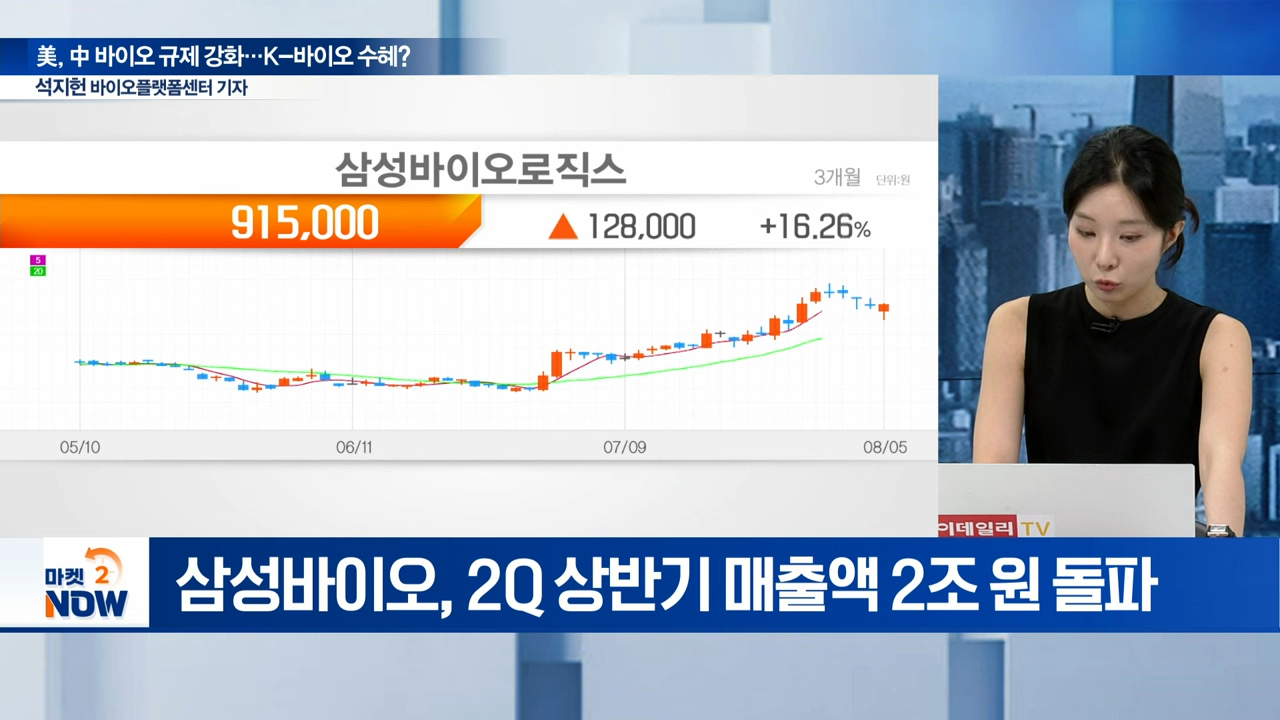 美, 中 바이오 규제 강화…K-바이오 수혜?
석지헌 바이오플랫폼센터 기자
삼성바이오로직스
3개월 단위:원
915,000 ▲ 128,000 +16.26%
5
20
05/10 06/11 07/09 08/05
이데일리 TV
마켓 2
NOW
삼성바이오, 2Q 상반기 매출액 2조 원 돌파